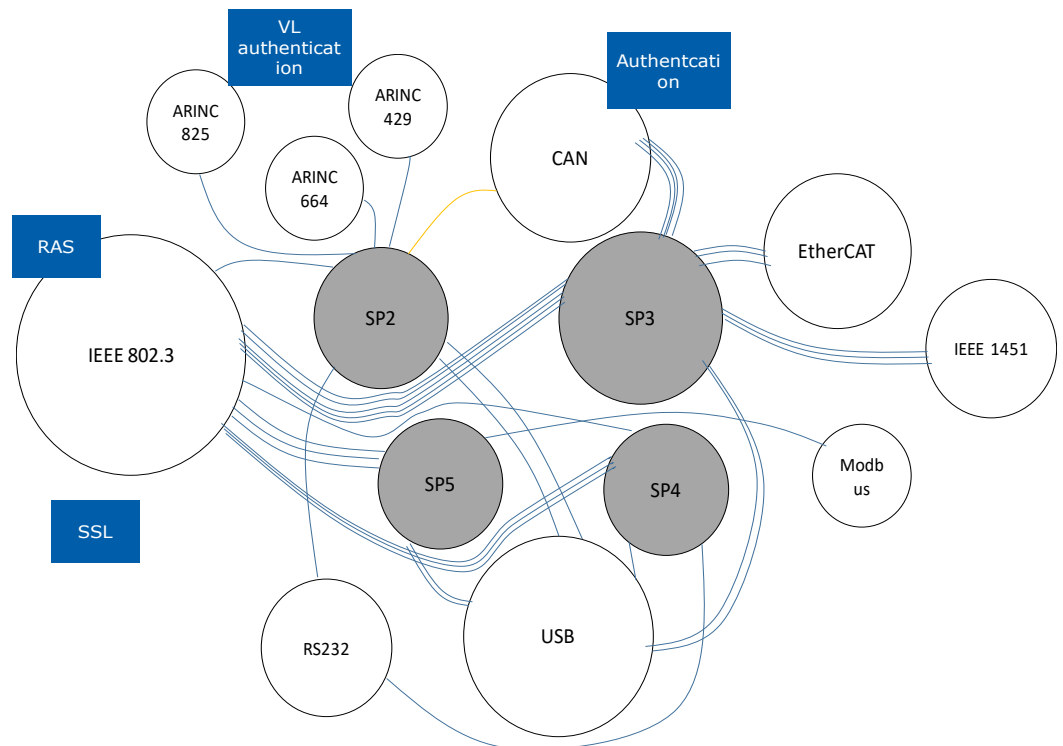 VL
authenticat
ion
Authentcati
on
ARINC
825
ARINC
429
ARINC
664
CAN
RAS
EtherCAT
SP2
SP3
IEEE 802.3
IEEE 1451
SP5
SP4
Modb
us
SSL
RS232
USB